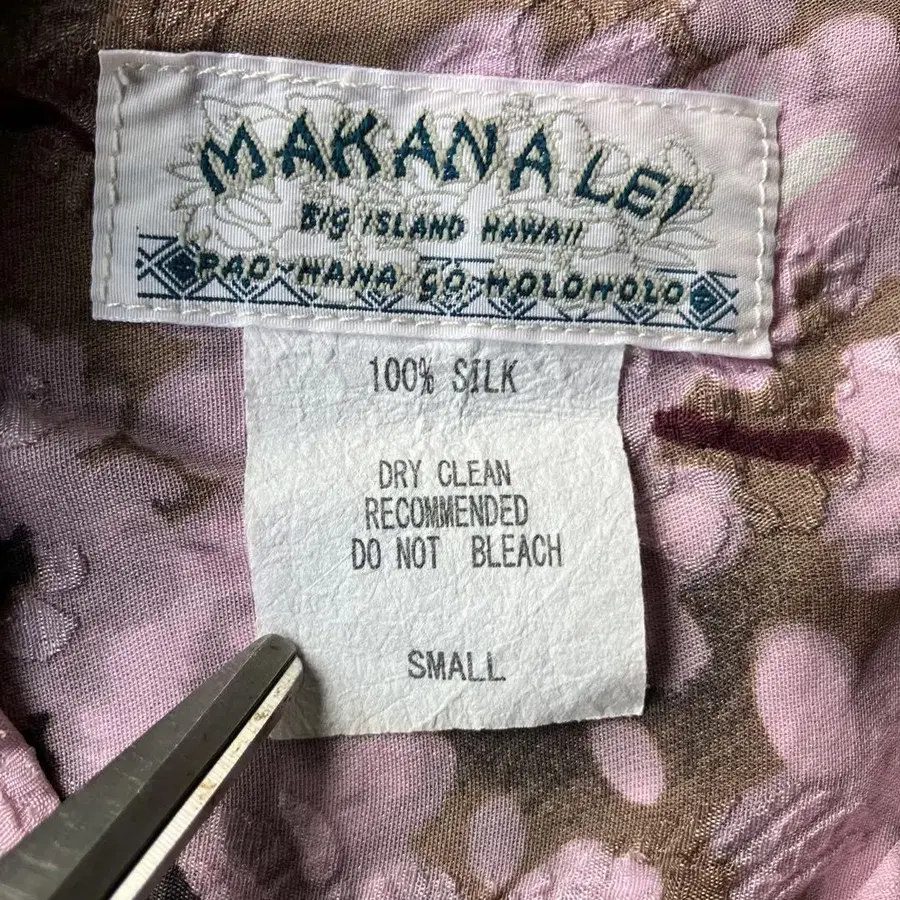 MAKANA LEI
BIG ISLAND HAWAII
PAO-HANA GO-HOLOHOLO
100% SILK
DRY CLEAN
RECOMMENDED
DO NOT BLEACH
SMALL